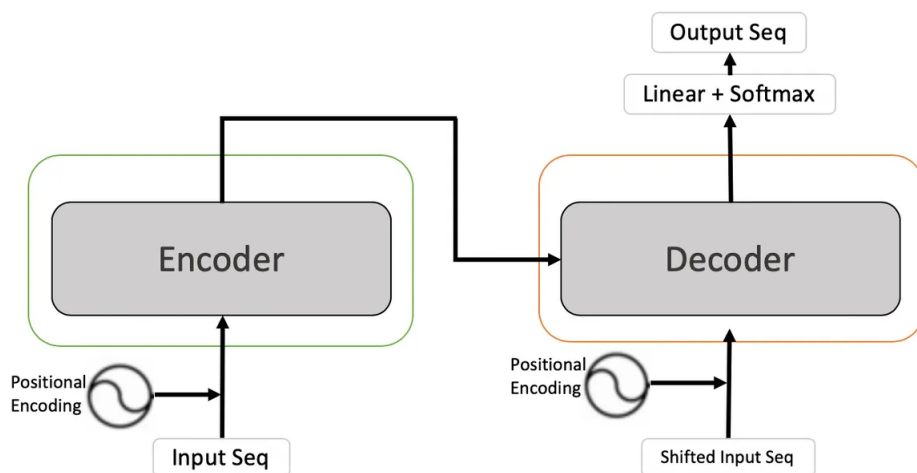 Output Seq
Linear + Softmax
Encoder
Decoder
Positional
Encoding
Positional
Encoding
Input Seq
Shifted Input Seq